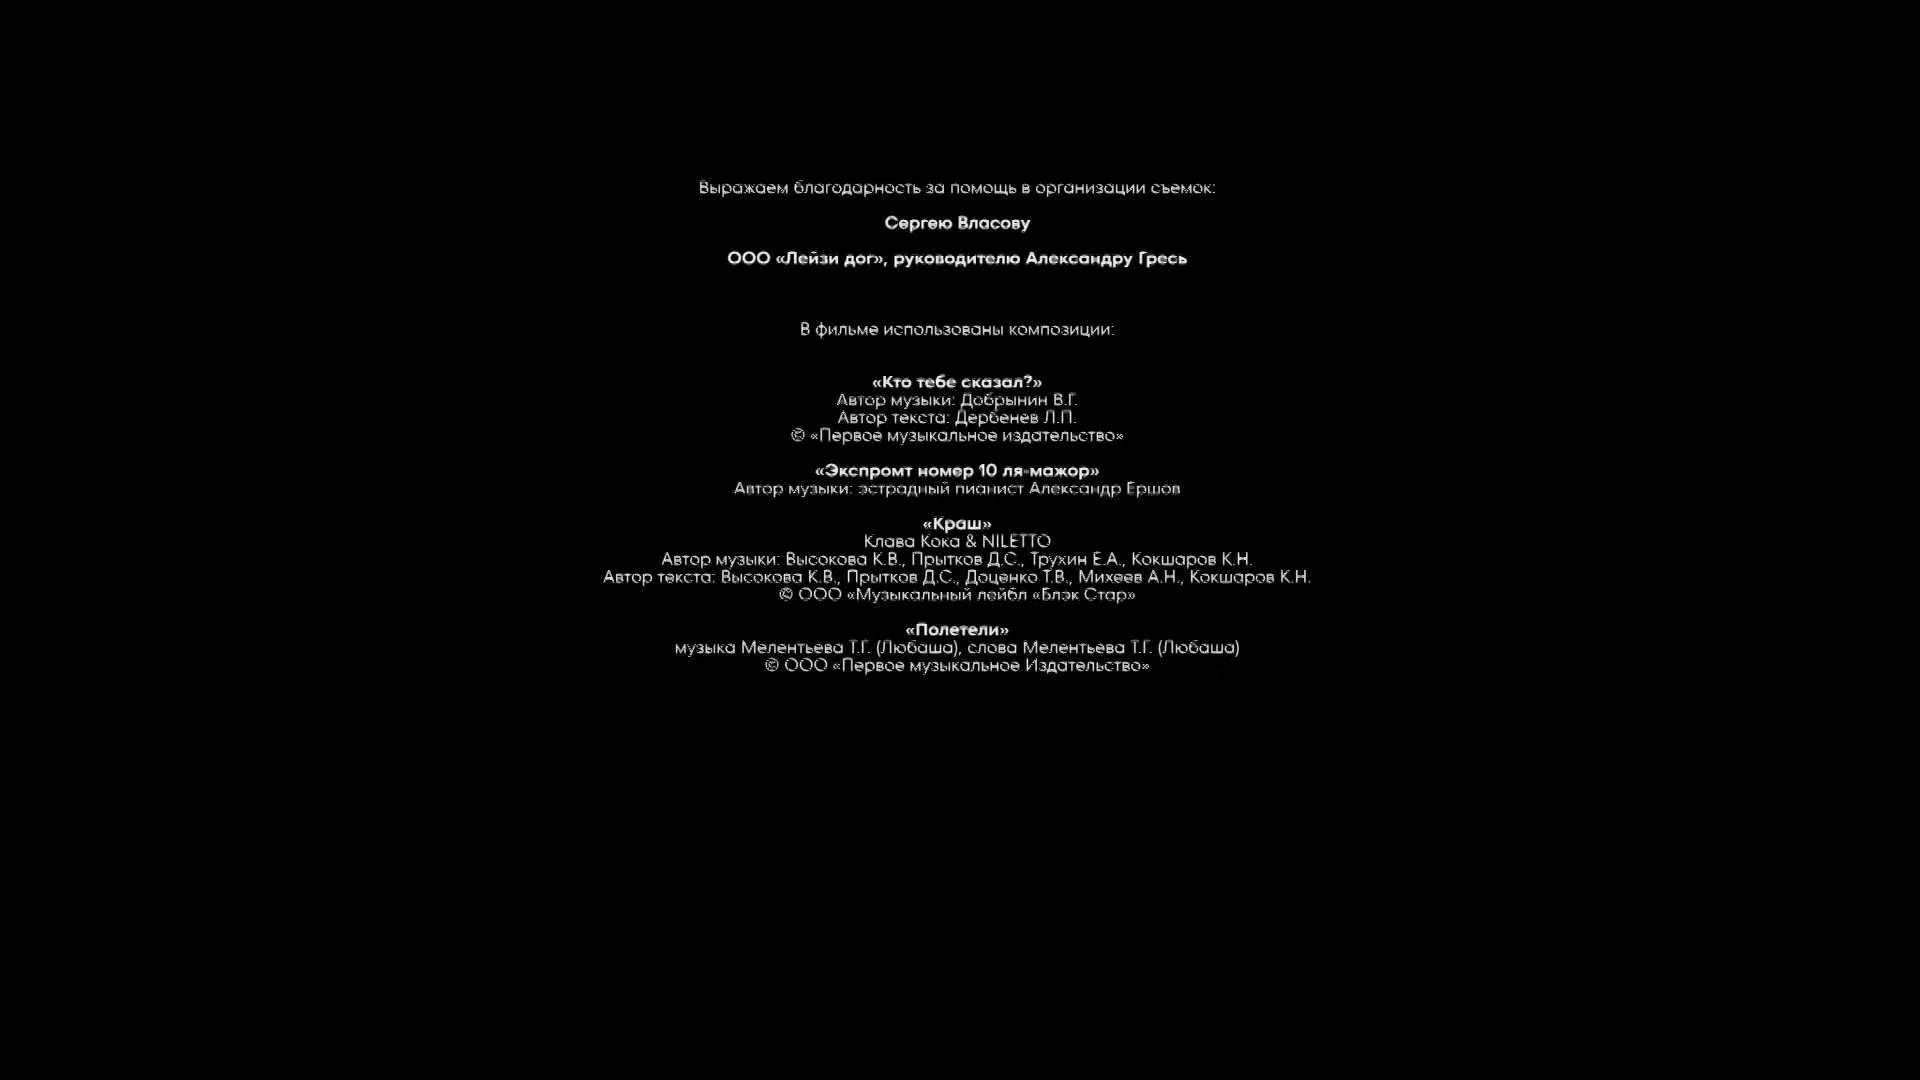 Выражаем благодарность за помощь в организации съемок:
Сергею Власову
ООО «Лейзи дог», руководителю Александру Гресь
В фильме использованы композиции:
«Кто тебе сказал?»
Автор музыки: Добрынин В.Г.
Автор текста: Дербенев Л.П.
© «Первое музыкальное издательство»
«Экспромт номер 10 ля-мажор»
Автор музыки: эстрадный пианист Александр Ершов
«Краш»
Клава Кока & NILETTO
Автор музыки: Высокова К.В., Прытков Д.С., Трухин Е.А., Кокшаров К.Н.
Автор текста: Высокова К.В., Прытков Д.С., Доценко Т.В., Михеев А.Н., Кокшаров К.Н.
© ООО «Музыкальный лейбл «Блэк Стар»
«Полетели»
музыка Мелентьева Т.Г. (Любаша), слова Мелентьева Т.Г. (Любаша)
© ООО «Первое музыкальное Издательство»